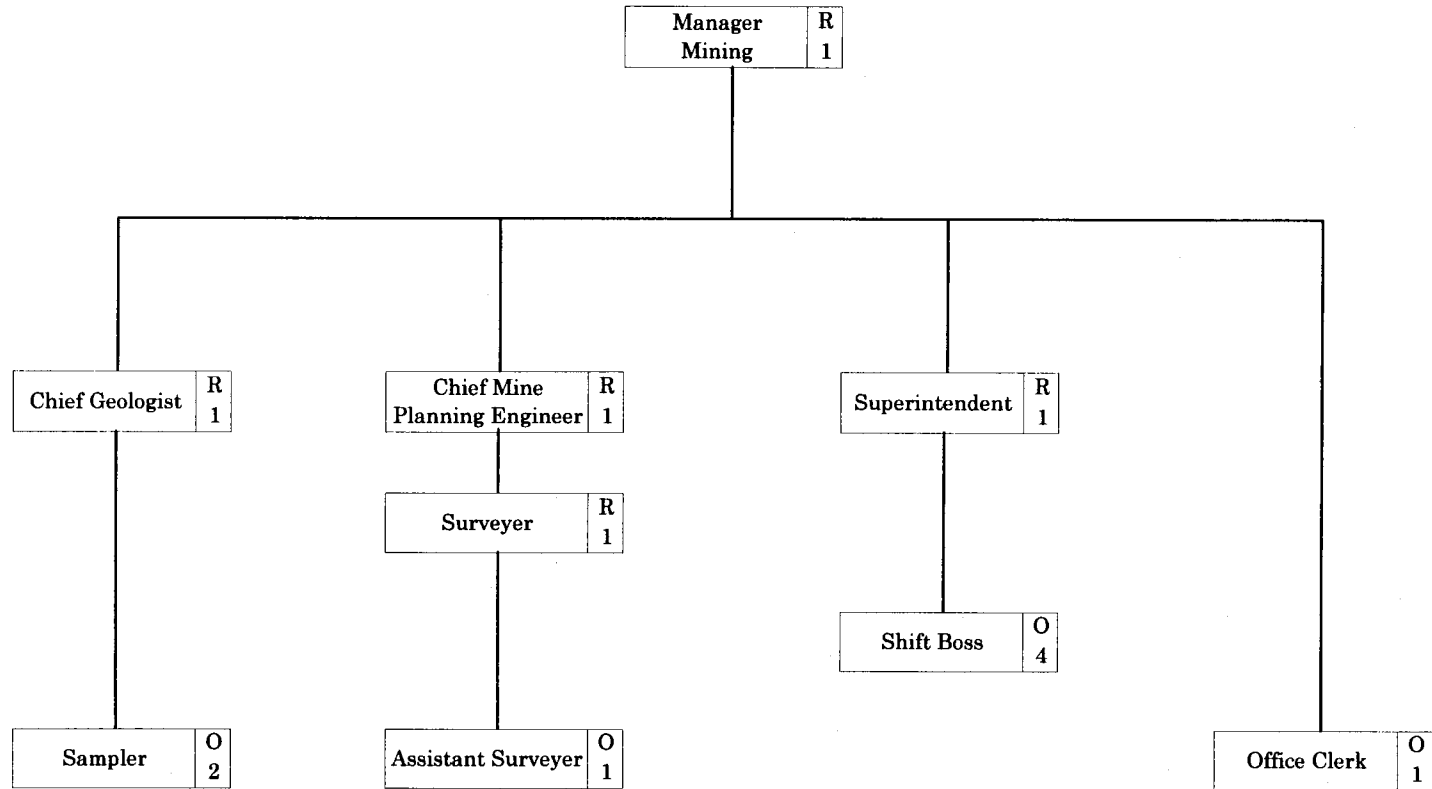 Manager R
Mining 1
Chief Geologist R 1
Chief Mine R
Planning Engineer 1
Superintendent R 1
Surveyer R 1
Shift Boss O 4
Sampler O 2
Assistant Surveyer O 1
Office Clerk O 1